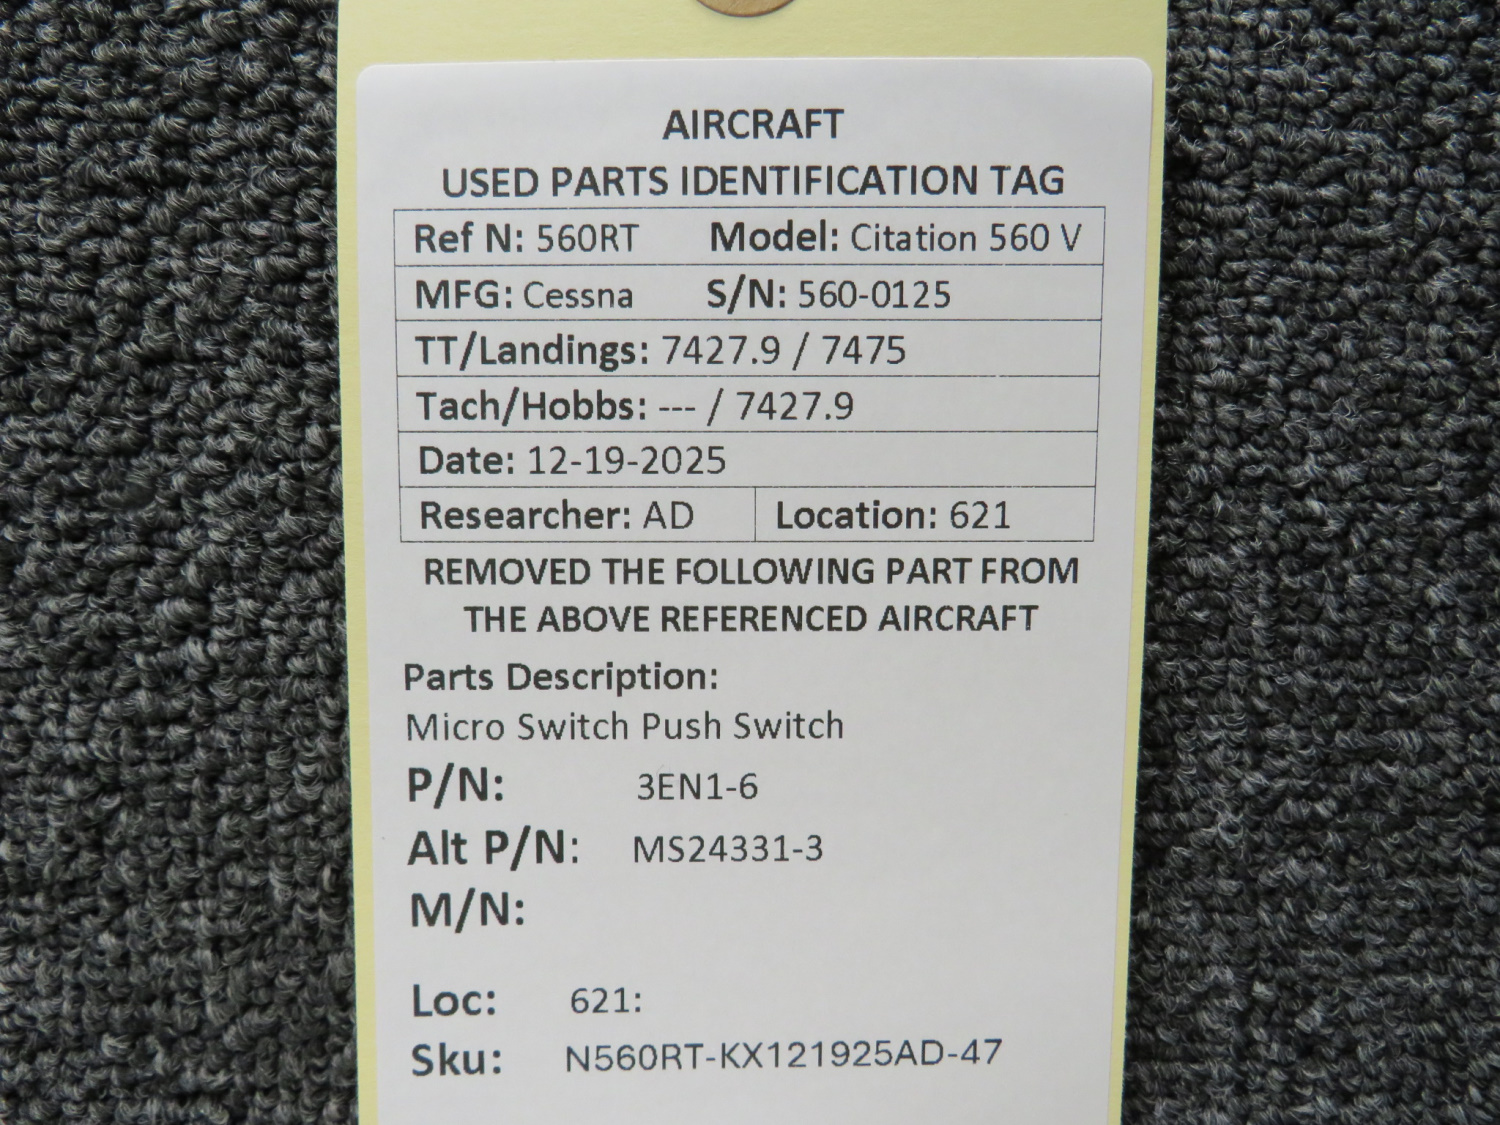 AIRCRAFT
USED PARTS IDENTIFICATION TAG
Ref N: 560RT Model: Citation 560 V
MFG: Cessna S/N: 560-0125
TT/Landings: 7427.9 / 7475
Tach/Hobbs: --- / 7427.9
Date: 12-19-2025
Researcher: AD Location: 621
REMOVED THE FOLLOWING PART FROM
THE ABOVE REFERENCED AIRCRAFT
Parts Description:
Micro Switch Push Switch
P/N: 3EN1-6
Alt P/N: MS24331-3
M/N:
Loc: 621:
Sku: N560RT-KX121925AD-47